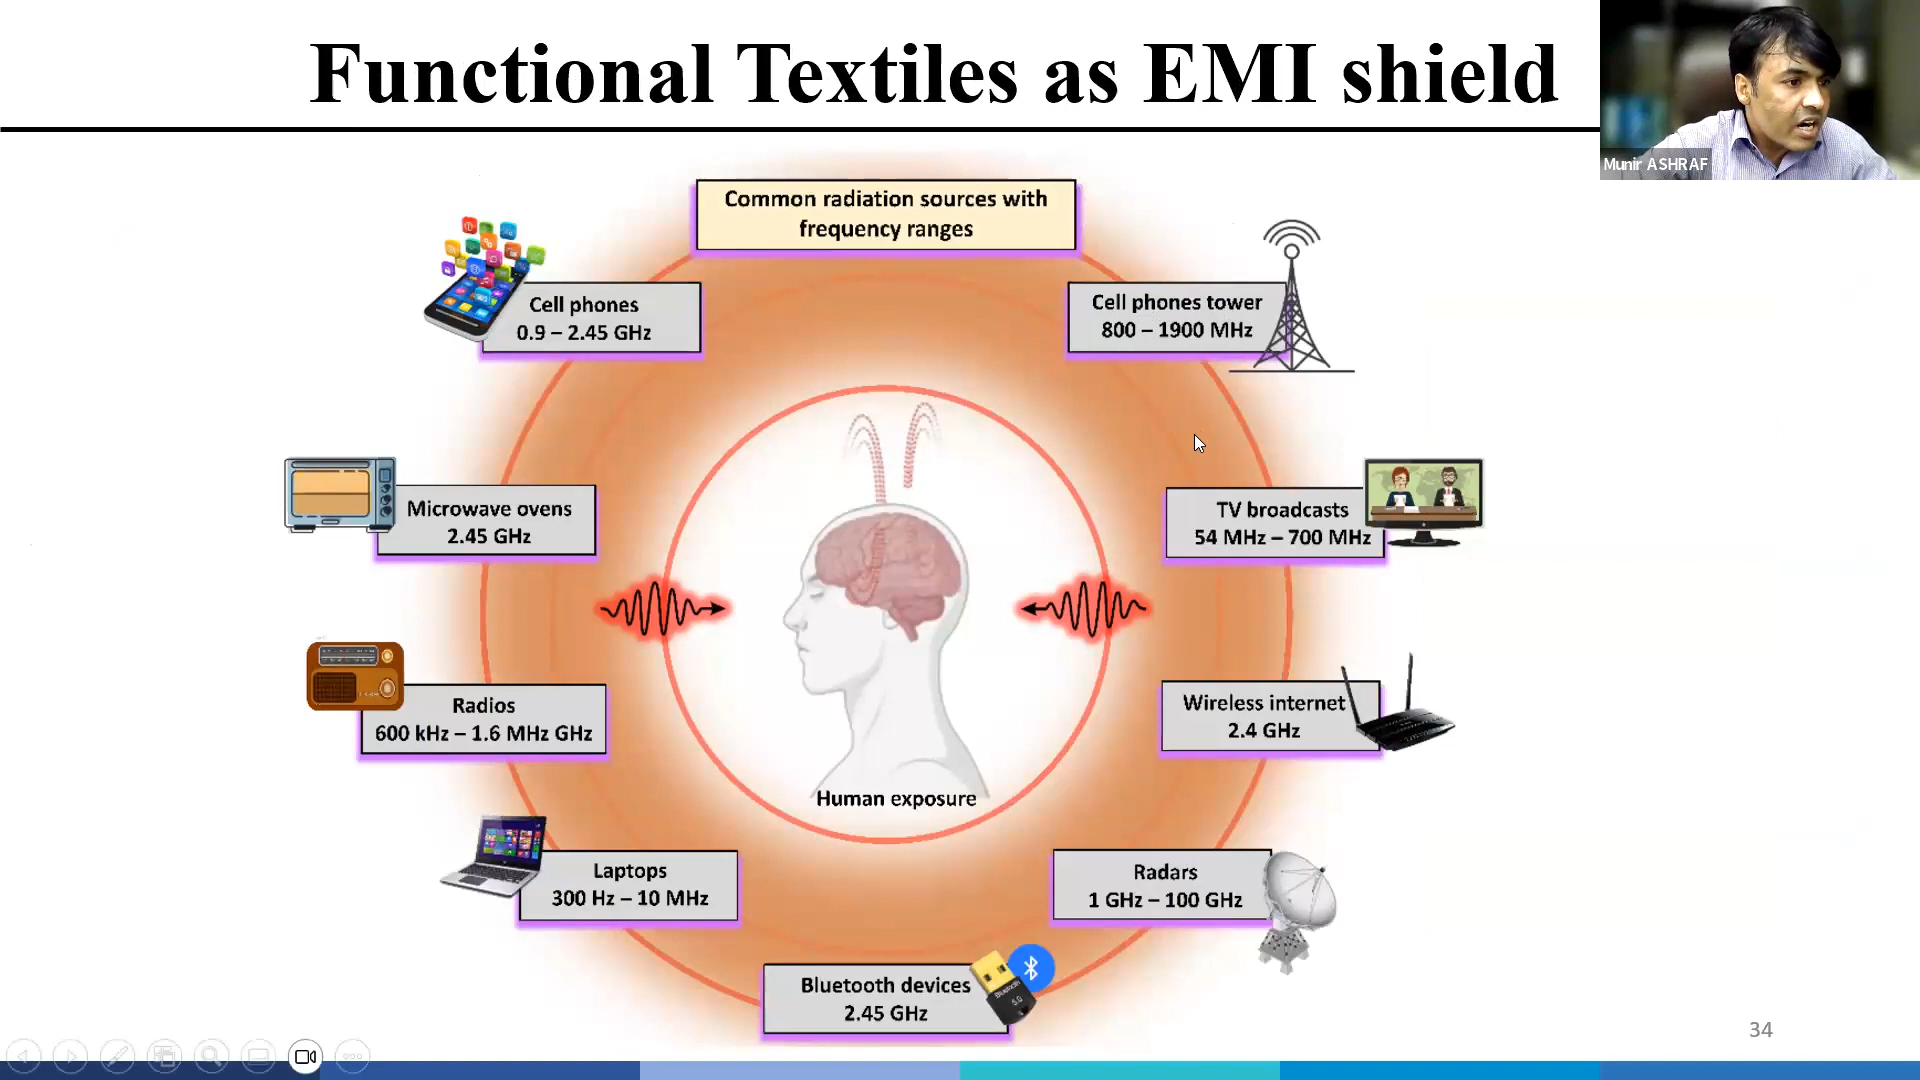 Functional Textiles as EMI shield
Munir ASHRAF
Common radiation sources with
frequency ranges
Cell phones
0.9 – 2.45 GHz
Cell phones tower
800 – 1900 MHz
Microwave ovens
2.45 GHz
TV broadcasts
54 MHz – 700 MHz
Radios
600 kHz – 1.6 MHz GHz
Wireless internet
2.4 GHz
Human exposure
Laptops
300 Hz – 10 MHz
Radars
1 GHz – 100 GHz
Bluetooth devices
2.45 GHz
Bluetooth
5.0
34